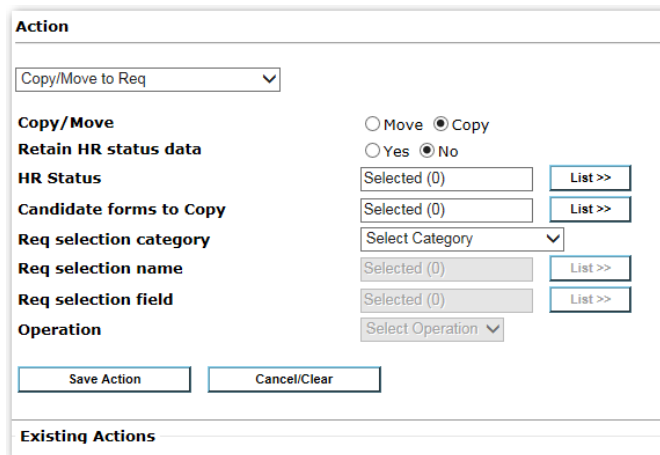 Action
Copy/Move to Req
Copy/Move Move Copy
Retain HR status data Yes No
HR Status Selected (0) List >>
Candidate forms to Copy Selected (0) List >>
Req selection category Select Category
Req selection name Selected (0) List >>
Req selection field Selected (0) List >>
Operation Select Operation
Save Action Cancel/Clear
Existing Actions